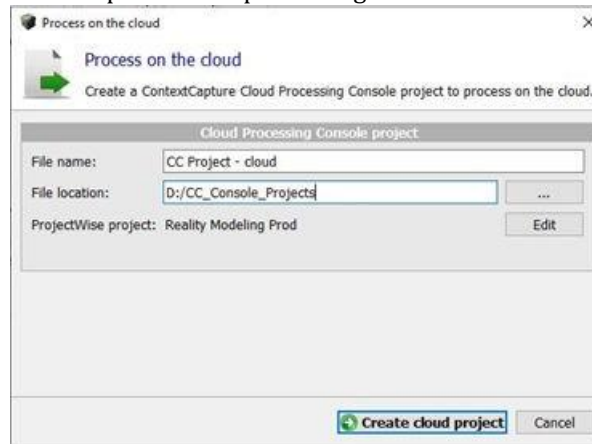 Process on the cloud
Process on the cloud
Create a ContextCapture Cloud Processing Console project to process on the cloud.
Cloud Processing Console project
File name: CC Project - cloud
File location: D:/CC_Console_Projects ...
ProjectWise project: Reality Modeling Prod Edit
Create cloud project Cancel